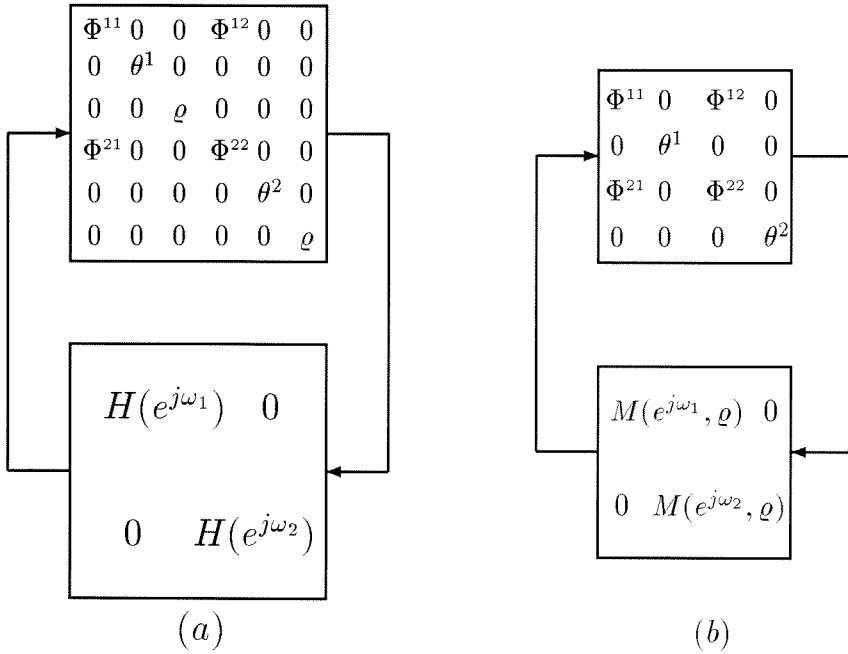 Φ¹¹ 0 0 Φ¹² 0 0
0 θ¹ 0 0 0 0
0 0 ϱ 0 0 0
Φ²¹ 0 0 Φ²² 0 0
0 0 0 0 θ² 0
0 0 0 0 0 ϱ
H(e^{jω₁}) 0
0 H(e^{jω₂})
(a)
Φ¹¹ 0 Φ¹² 0
0 θ¹ 0 0
Φ²¹ 0 Φ²² 0
0 0 0 θ²
M(e^{jω₁}, ϱ) 0
0 M(e^{jω₂}, ϱ)
(b)